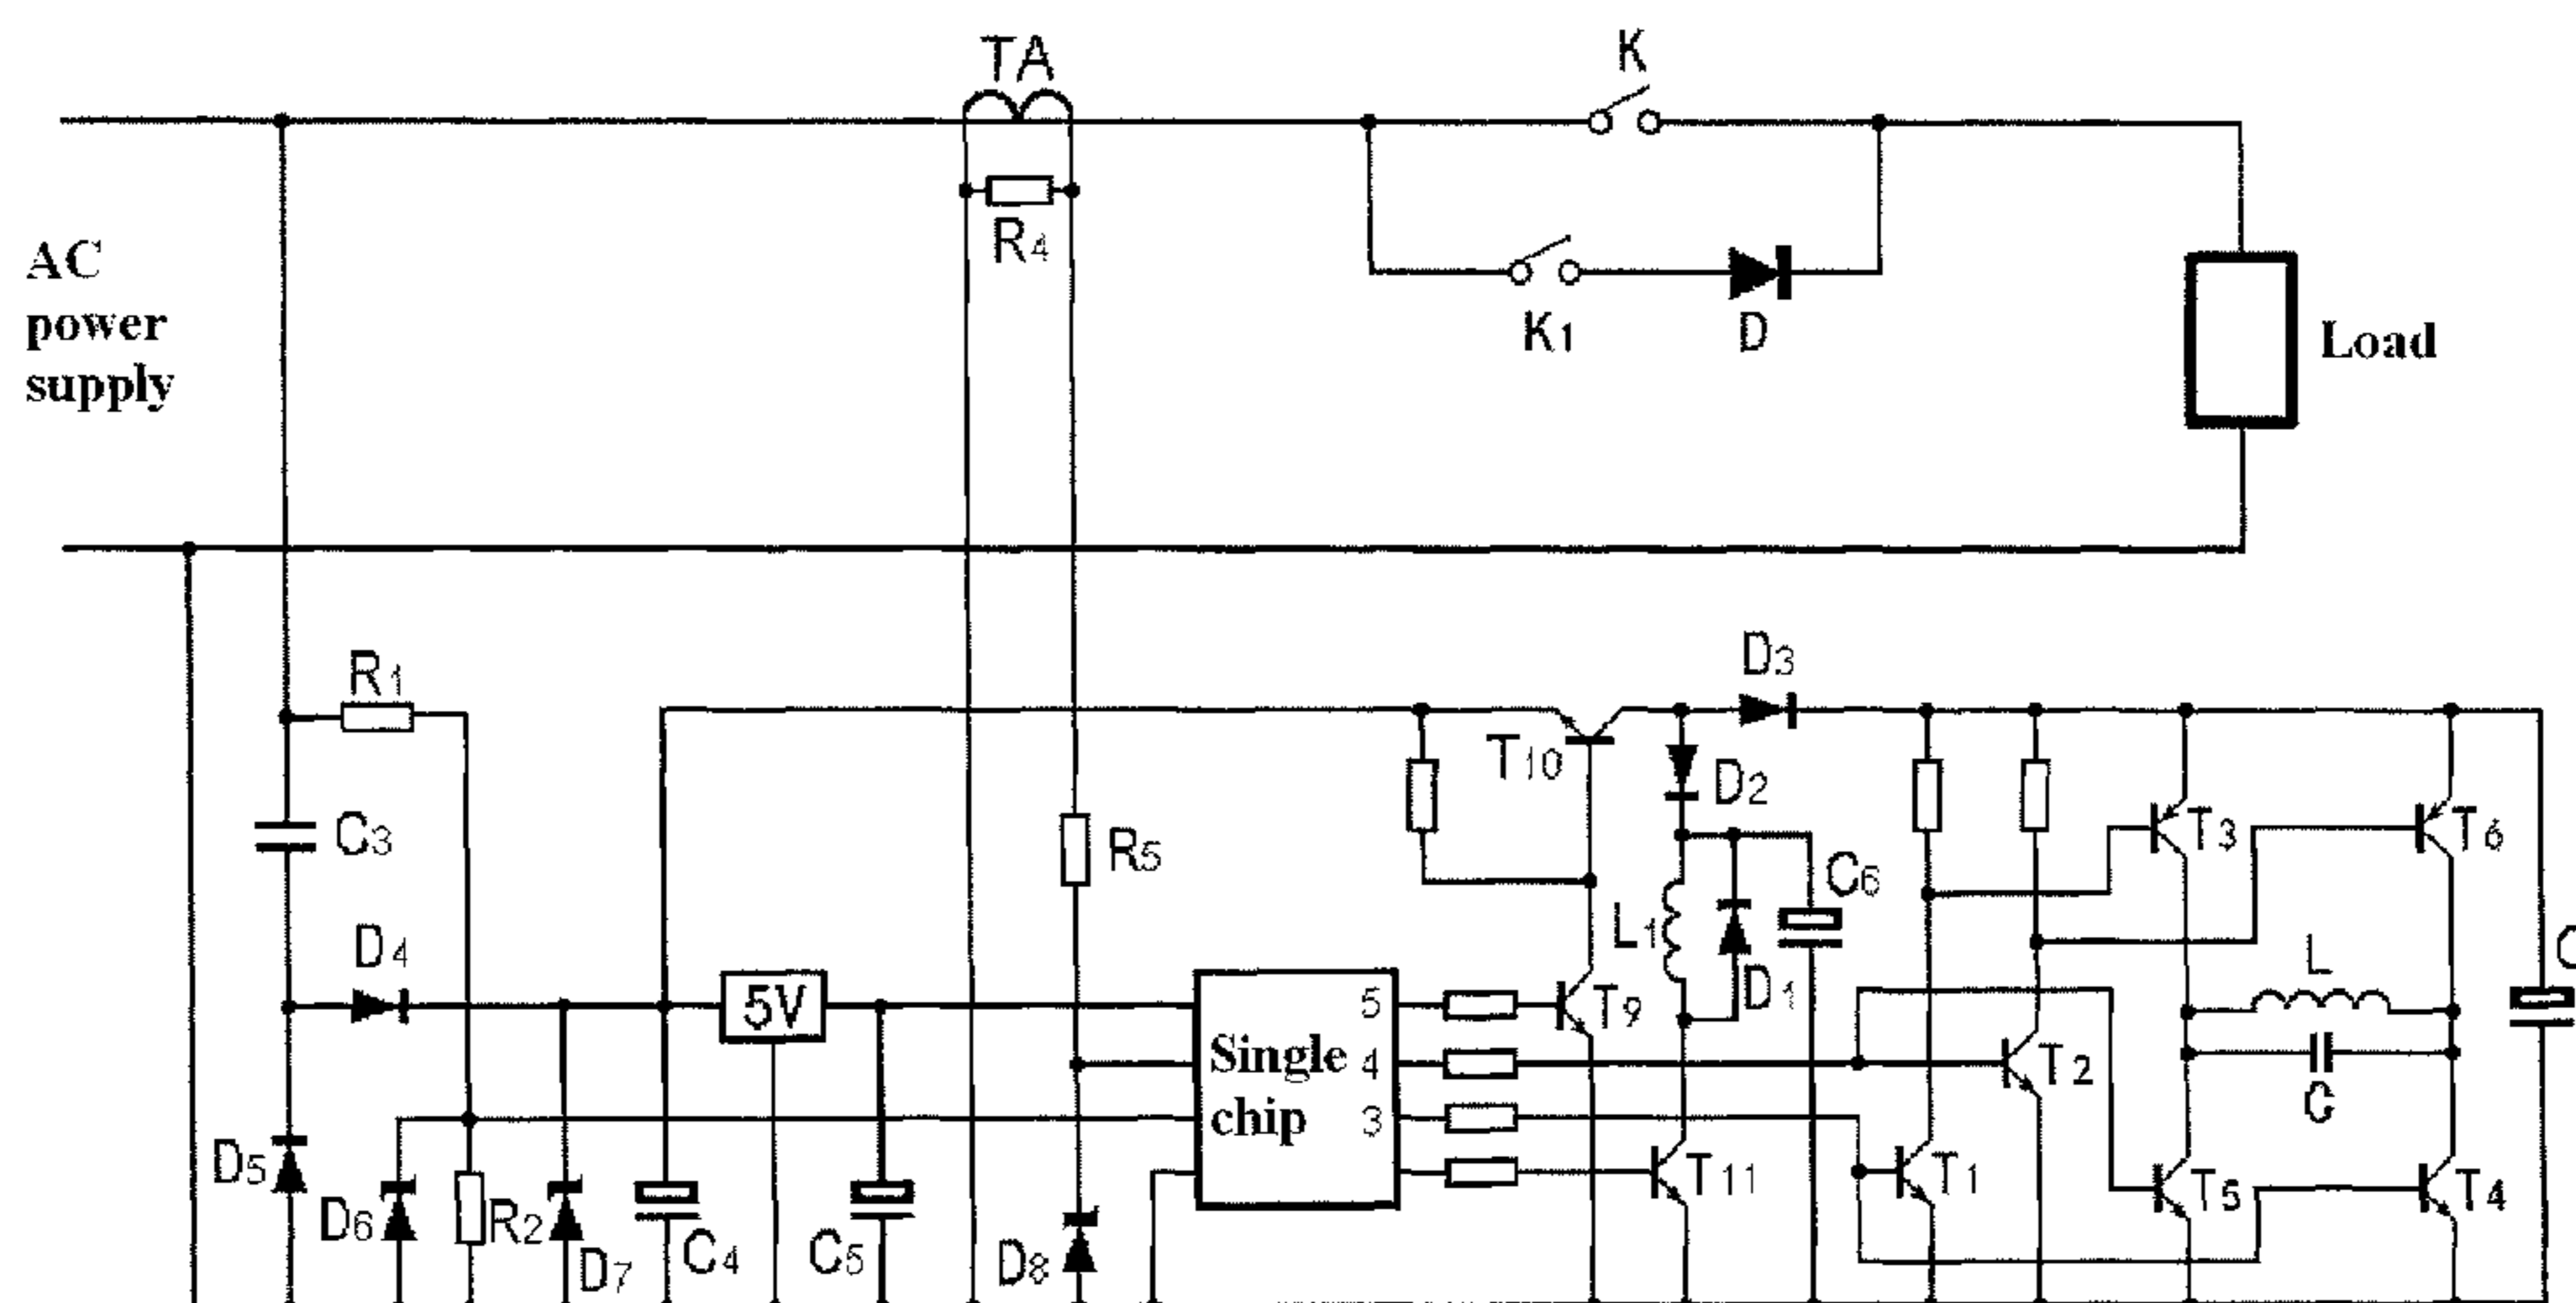 TA
K
R4
AC
power
supply
K1
D
Load
R1
D3
T10
D2
T3
T6
C3
R5
C6
L1
D4
D1
L
5V
5
T9
Single
4
T2
C
chip
3
D5
T11
T1
T5
T4
D6
R2
D7
C4
C5
D8